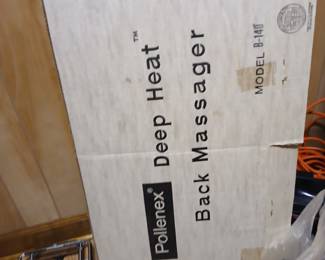 Pollenex® Deep Heat™
Back Massager
MODEL B-140